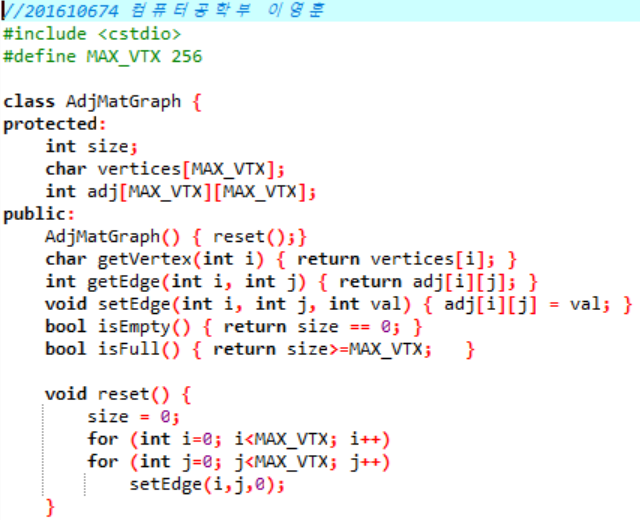 //201610674 컴퓨터공학부 이영훈
#include <cstdio>
#define MAX_VTX 256

class AdjMatGraph {
protected:
    int size;
    char vertices[MAX_VTX];
    int adj[MAX_VTX][MAX_VTX];
public:
    AdjMatGraph() { reset();}
    char getVertex(int i) { return vertices[i]; }
    int getEdge(int i, int j) { return adj[i][j]; }
    void setEdge(int i, int j, int val) { adj[i][j] = val; }
    bool isEmpty() { return size == 0; }
    bool isFull() { return size>=MAX_VTX;   }

    void reset() {
        size = 0;
        for (int i=0; i<MAX_VTX; i++)
        for (int j=0; j<MAX_VTX; j++)
            setEdge(i,j,0);
    }